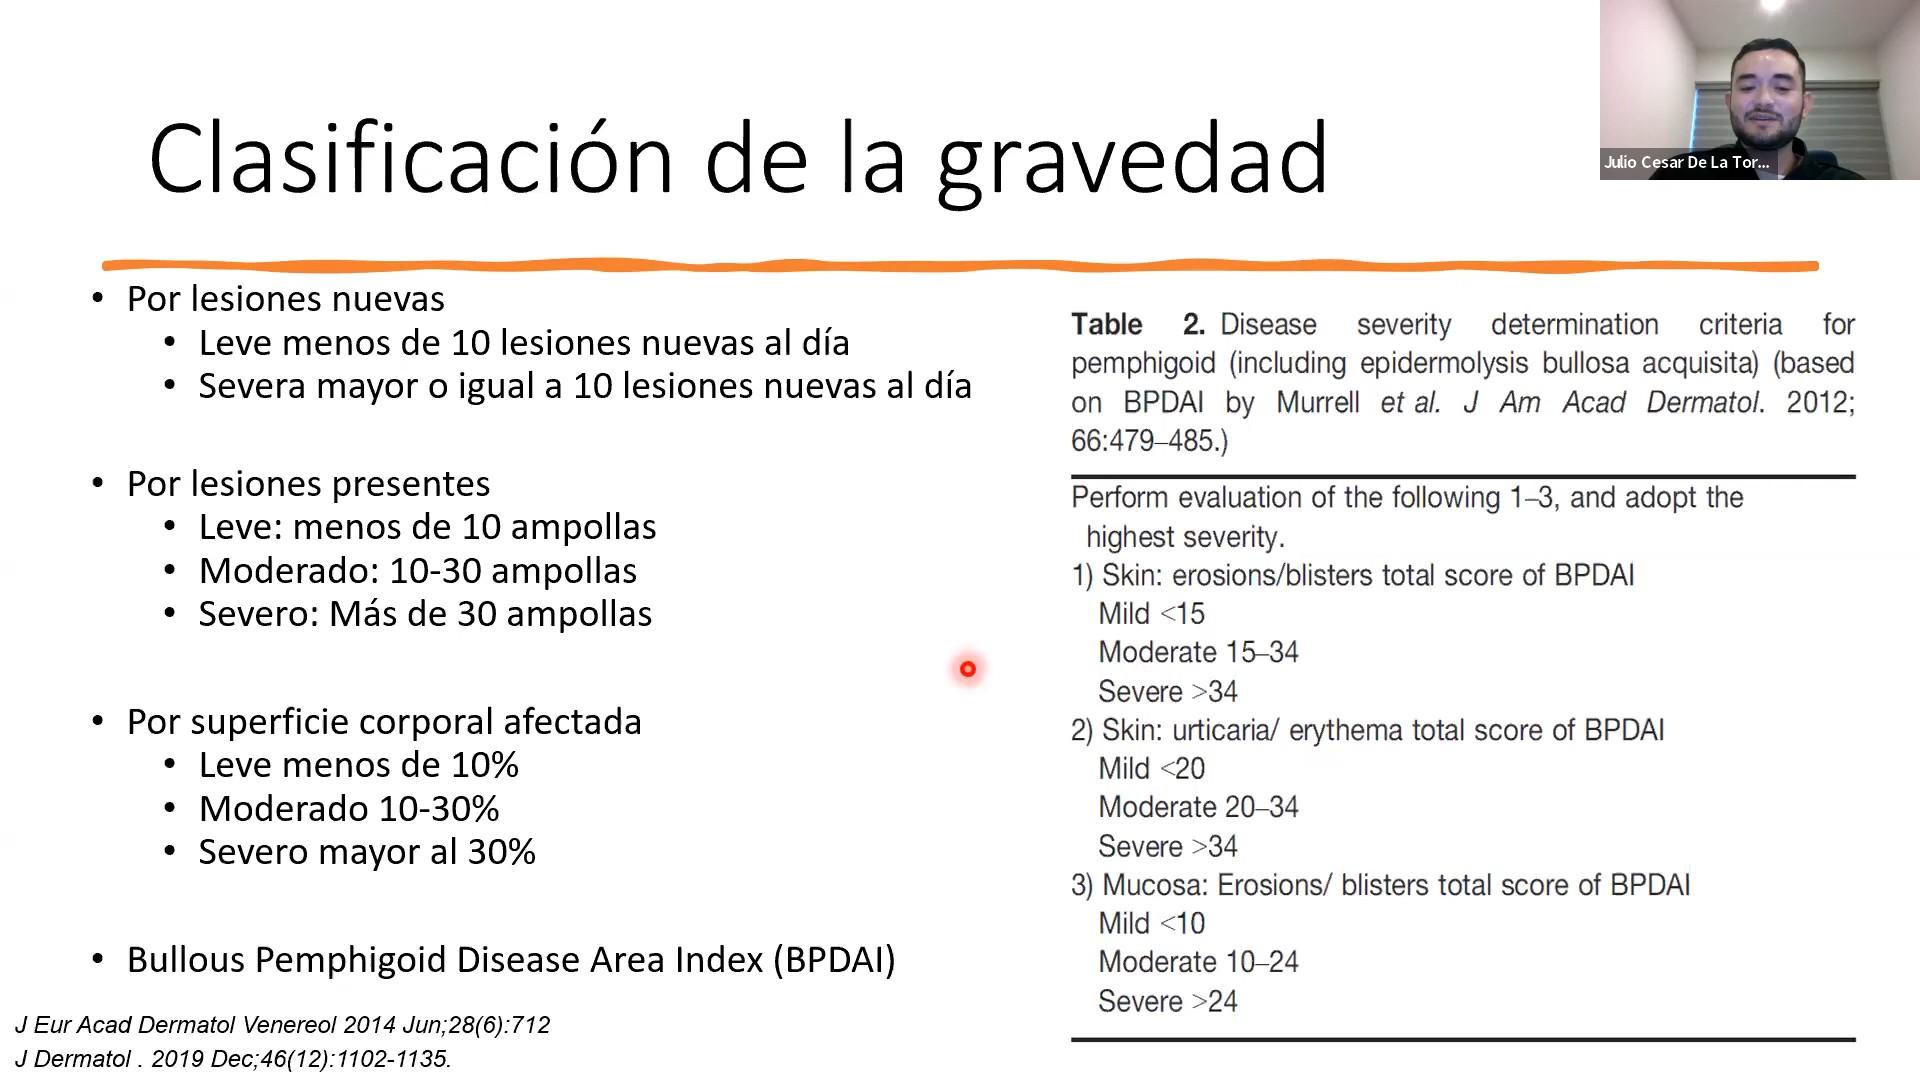 Clasificación de la gravedad
Julio Cesar De La Tor...
• Por lesiones nuevas
• Leve menos de 10 lesiones nuevas al día
• Severa mayor o igual a 10 lesiones nuevas al día
• Por lesiones presentes
• Leve: menos de 10 ampollas
• Moderado: 10-30 ampollas
• Severo: Más de 30 ampollas
• Por superficie corporal afectada
• Leve menos de 10%
• Moderado 10-30%
• Severo mayor al 30%
• Bullous Pemphigoid Disease Area Index (BPDAI)
J Eur Acad Dermatol Venereol 2014 Jun;28(6):712
J Dermatol . 2019 Dec;46(12):1102-1135.
Table 2. Disease severity determination criteria for
pemphigoid (including epidermolysis bullosa acquisita) (based
on BPDAI by Murrell et al. J Am Acad Dermatol. 2012;
66:479–485.)
Perform evaluation of the following 1–3, and adopt the
highest severity.
1) Skin: erosions/blisters total score of BPDAI
Mild <15
Moderate 15–34
Severe >34
2) Skin: urticaria/ erythema total score of BPDAI
Mild <20
Moderate 20–34
Severe >34
3) Mucosa: Erosions/ blisters total score of BPDAI
Mild <10
Moderate 10–24
Severe >24